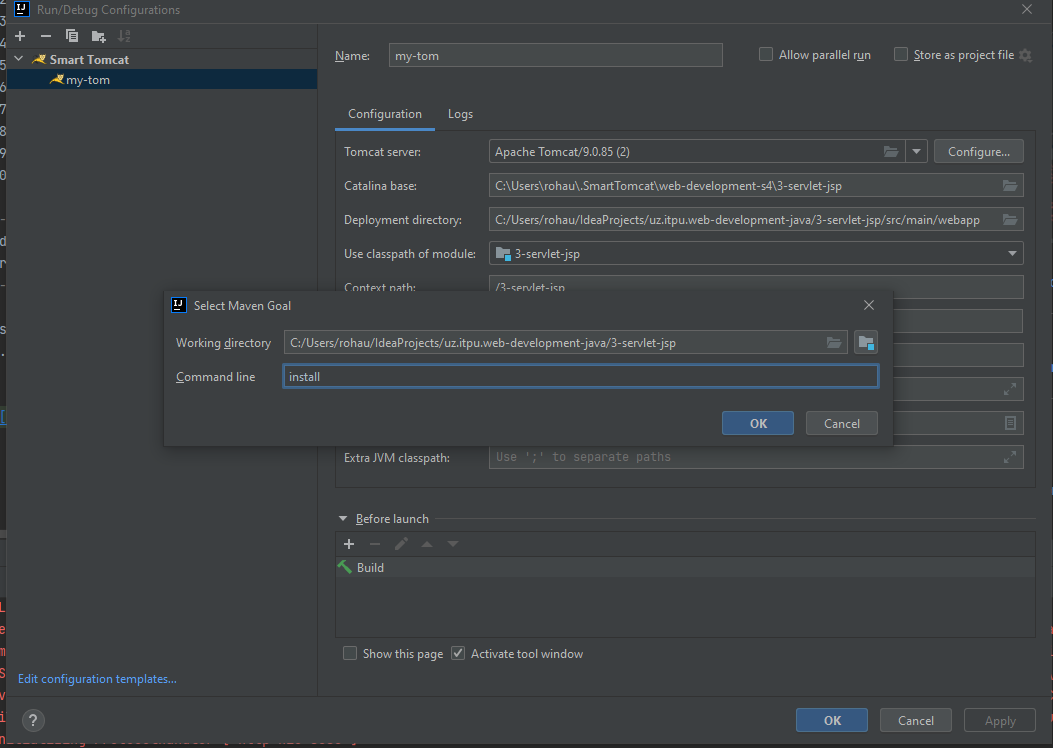 Run/Debug Configurations
Smart Tomcat
my-tom
Name: my-tom
Allow parallel run
Store as project file
Configuration Logs
Tomcat server: Apache Tomcat/9.0.85 (2) Configure...
Catalina base: C:\Users\rohau\.SmartTomcat\web-development-s4\3-servlet-jsp
Deployment directory: C:/Users/rohau/IdeaProjects/uz.itpu.web-development-java/3-servlet-jsp/src/main/webapp
Use classpath of module: 3-servlet-jsp
Context path: /3-servlet-jsp
Select Maven Goal
Working directory C:/Users/rohau/IdeaProjects/uz.itpu.web-development-java/3-servlet-jsp
Command line install
OK Cancel
Extra JVM classpath: Use ';' to separate paths
Before launch
Build
Show this page Activate tool window
Edit configuration templates...
? OK Cancel Apply